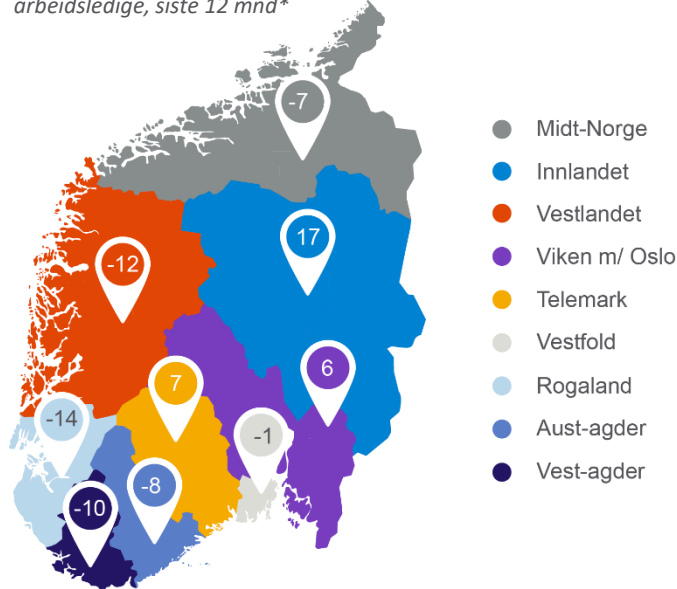 arbeidsledige, siste 12 mnd*
-7
17
-12
6
7
-14
-1
-8
-10
Midt-Norge
Innlandet
Vestlandet
Viken m/ Oslo
Telemark
Vestfold
Rogaland
Aust-agder
Vest-agder